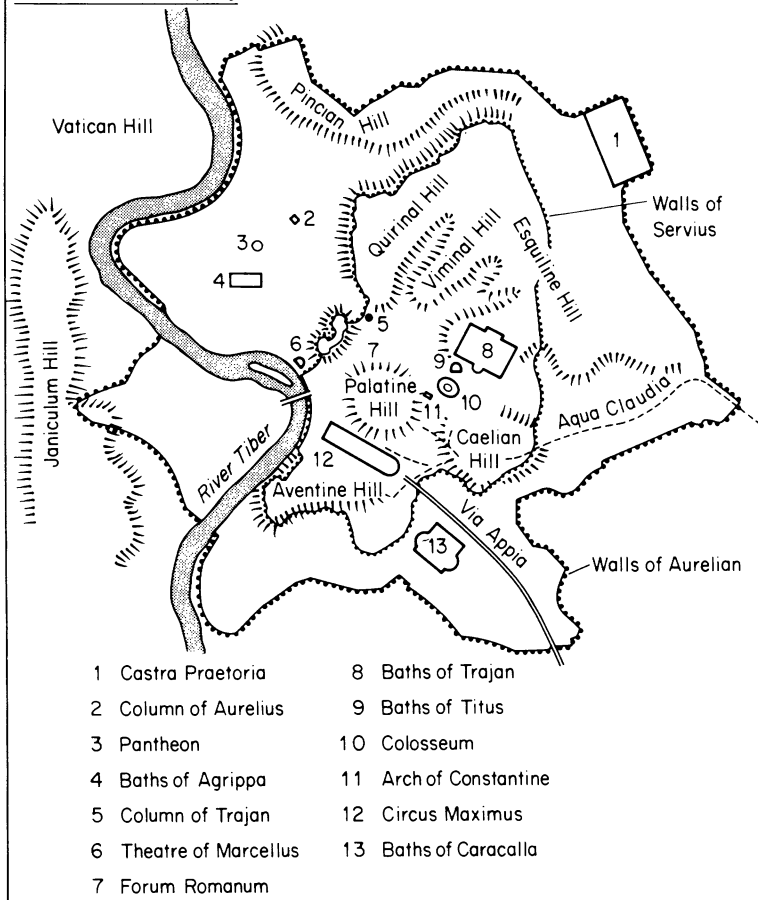 Pincian Hill
Vatican Hill
1
Walls of
Servius
2
3
4
Quirinal Hill
Viminal Hill
Esquiline Hill
5
6
7
8
9
10
11
Janiculum Hill
Palatine
Hill
Aqua Claudia
Caelian
Hill
River Tiber
12
Aventine Hill
Via Appia
13
Walls of Aurelian
1 Castra Praetoria
2 Column of Aurelius
3 Pantheon
4 Baths of Agrippa
5 Column of Trajan
6 Theatre of Marcellus
7 Forum Romanum
8 Baths of Trajan
9 Baths of Titus
10 Colosseum
11 Arch of Constantine
12 Circus Maximus
13 Baths of Caracalla